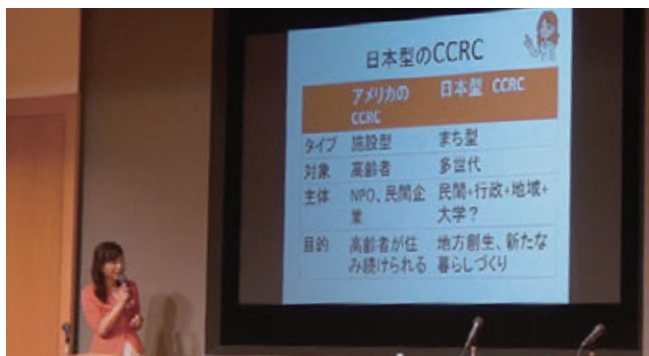 日本型のCCRC
アメリカの 日本型 CCRC
CCRC
タイプ 施設型 まち型
対象 高齢者 多世代
主体 NPO、民間企 民間+行政+地域+
業 大学?
目的 高齢者が住 地方創生、新たな
み続けられる 暮らしづくり